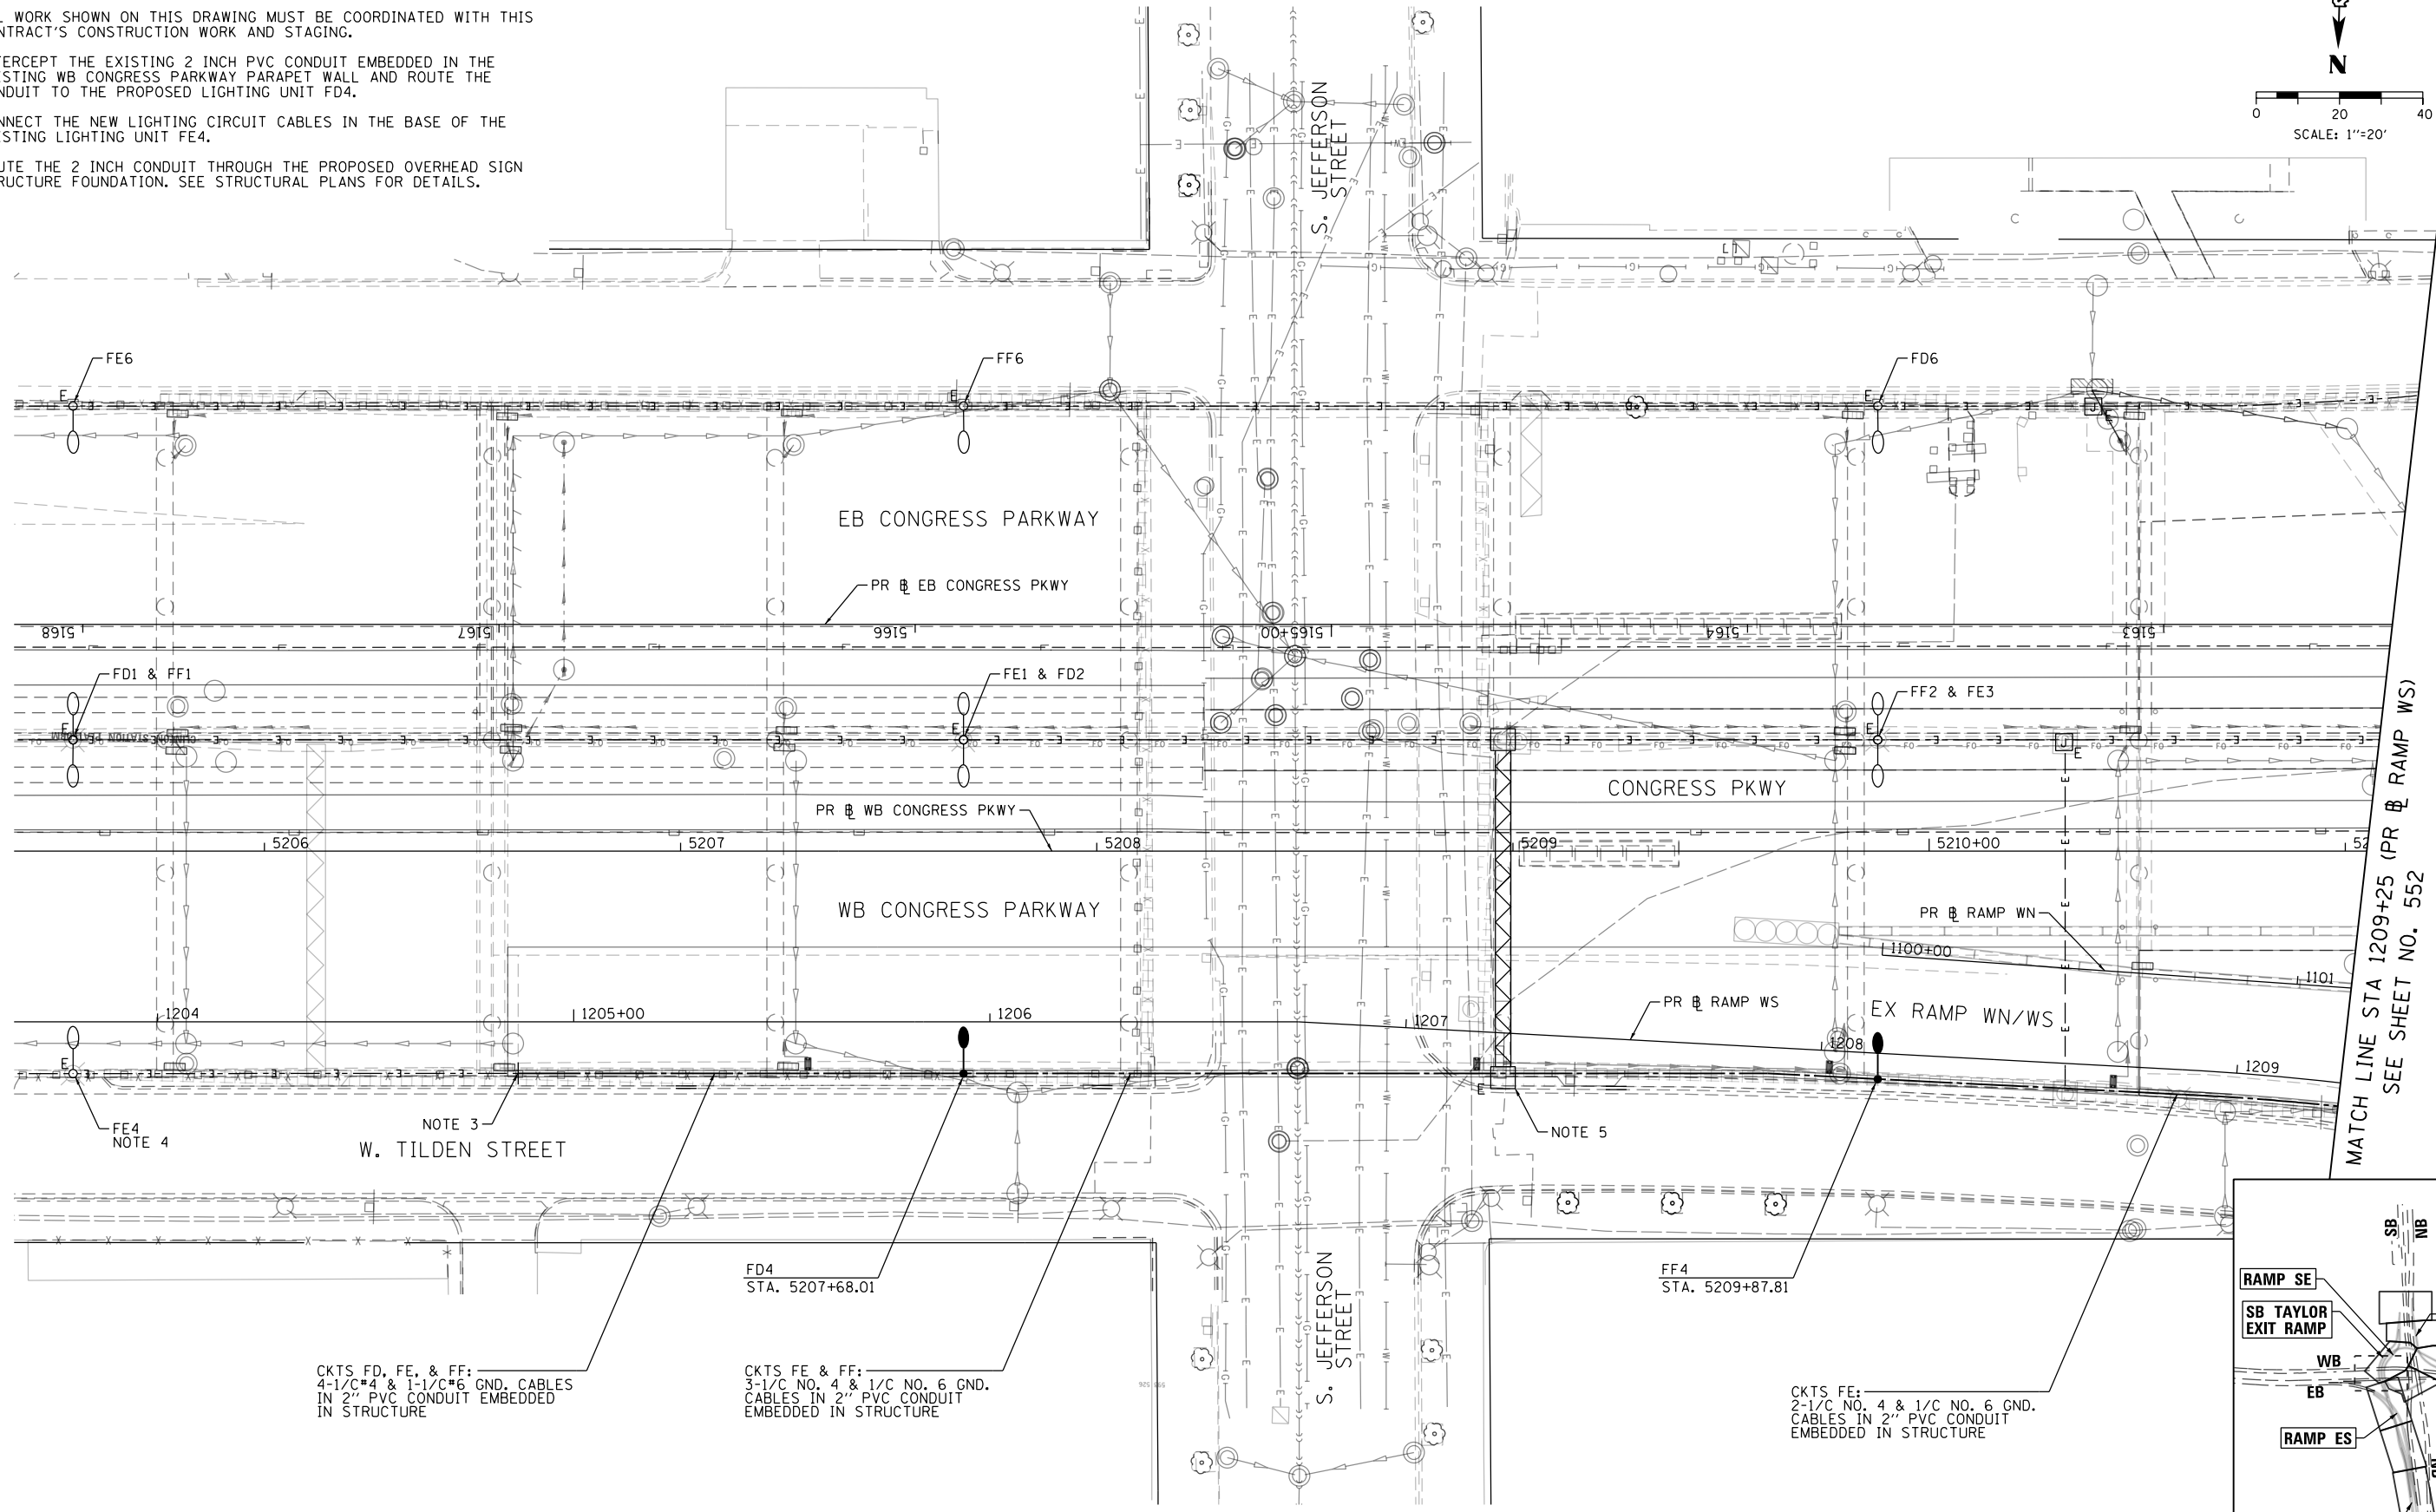 L WORK SHOWN ON THIS DRAWING MUST BE COORDINATED WITH THIS
NTRACT'S CONSTRUCTION WORK AND STAGING.
TERCEPT THE EXISTING 2 INCH PVC CONDUIT EMBEDDED IN THE
ISTING WB CONGRESS PARKWAY PARAPET WALL AND ROUTE THE
NDUIT TO THE PROPOSED LIGHTING UNIT FD4.
NNECT THE NEW LIGHTING CIRCUIT CABLES IN THE BASE OF THE
ISTING LIGHTING UNIT FE4.
UTE THE 2 INCH CONDUIT THROUGH THE PROPOSED OVERHEAD SIGN
RUCTURE FOUNDATION. SEE STRUCTURAL PLANS FOR DETAILS.
N
0 20 40
SCALE: 1"=20'
S. JEFFERSON
STREET
FE6
FF6
FD6
EB CONGRESS PARKWAY
PR BL EB CONGRESS PKWY
5168
5167
5166
5165+00
5164
5163
FD1 & FF1
FE1 & FD2
FF2 & FE3
CLINTON STATION PLATFORM
CONGRESS PKWY
PR BL WB CONGRESS PKWY
5206
5207
5208
5209
5210+00
52
WB CONGRESS PARKWAY
PR BL RAMP WN
1100+00
1101
PR BL RAMP WS
EX RAMP WN/WS
1204
1205+00
1206
1207
1208
1209
MATCH LINE STA 1209+25 (PR BL RAMP WS)
SEE SHEET NO. 552
FE4
NOTE 4
NOTE 3
NOTE 5
W. TILDEN STREET
FD4
STA. 5207+68.01
FF4
STA. 5209+87.81
S. JEFFERSON
STREET
CKTS FD, FE, & FF:
4-1/C#4 & 1-1/C#6 GND. CABLES
IN 2" PVC CONDUIT EMBEDDED
IN STRUCTURE
CKTS FE & FF:
3-1/C NO. 4 & 1/C NO. 6 GND.
CABLES IN 2" PVC CONDUIT
EMBEDDED IN STRUCTURE
CKTS FE:
2-1/C NO. 4 & 1/C NO. 6 GND.
CABLES IN 2" PVC CONDUIT
EMBEDDED IN STRUCTURE
SB
NB
RAMP SE
SB TAYLOR
EXIT RAMP
WB
EB
RAMP ES